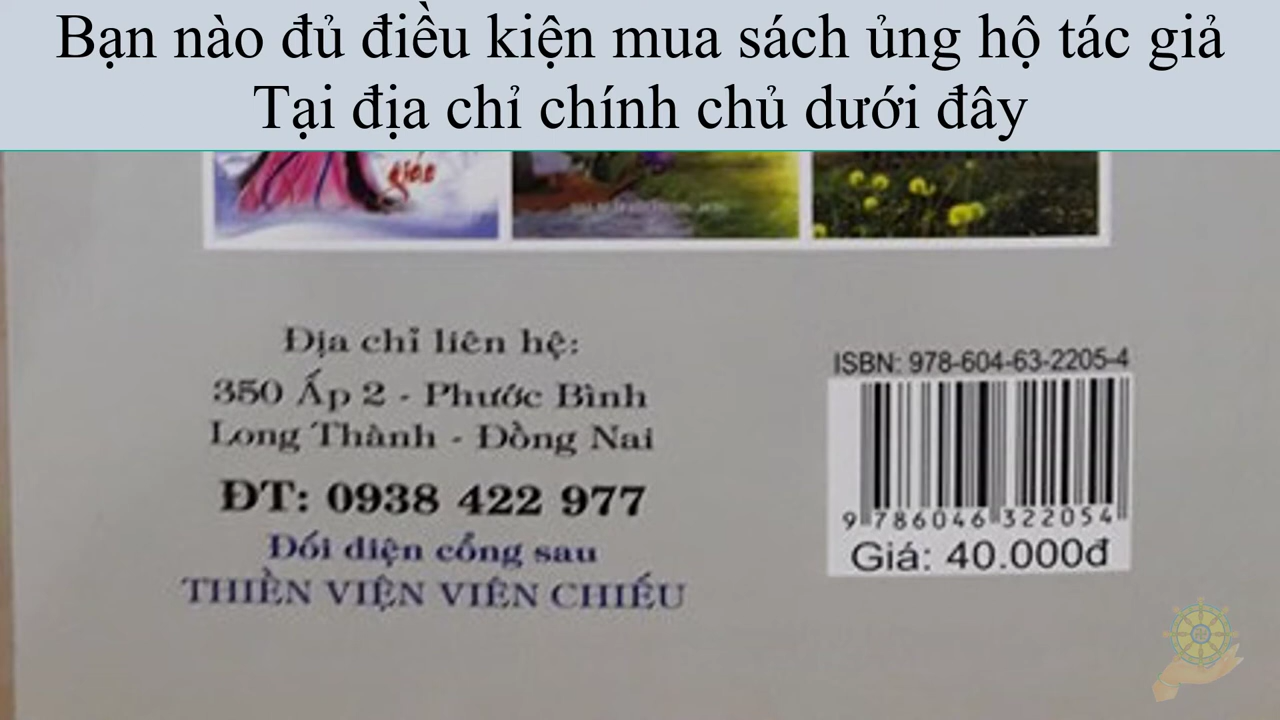 Bạn nào đủ điều kiện mua sách ủng hộ tác giả
Tại địa chỉ chính chủ dưới đây
giác
Địa chỉ liên hệ:
350 Ấp 2 - Phước Bình
Long Thành - Đồng Nai
ĐT: 0938 422 977
Đối diện cổng sau
THIỀN VIỆN VIÊN CHIẾU
ISBN: 978-604-63-2205-4
9 786046 322054
Giá: 40.000đ